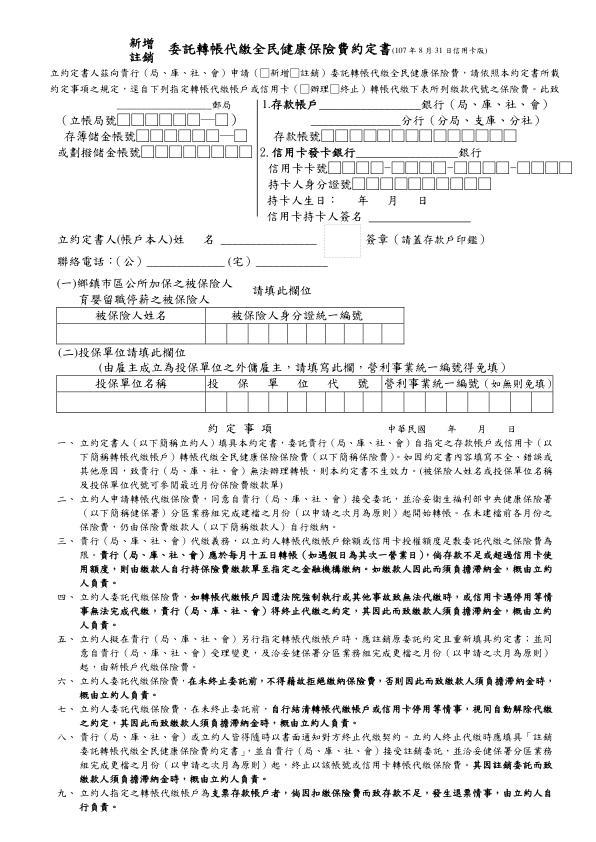 新增
註銷 委託轉帳代繳全民健康保險費約定書(107 年 8 月 31 日信用卡版)
立約定書人茲向貴行（局、庫、社、會）申請（□新增□註銷）委託轉帳代繳全民健康保險費，請依照本約定書所載
約定事項之規定，逕自下列指定轉帳代繳帳戶或信用卡（□辦理□終止）轉帳代繳下表所列繳款代號之保險費。此致
郵局
（立帳局號□□□□□□—□）
存簿儲金帳號□□□□□□—□
或劃撥儲金帳號□□□□□□□□
1.存款帳戶 銀行（局、庫、社、會）
分行（分局、支庫、分社）
存款帳號□□□□□□□□□□□□□□
2.信用卡發卡銀行 銀行
信用卡卡號□□□□-□□□□-□□□□-□□□□
持卡人身分證號□□□□□□□□□□
持卡人生日： 年 月 日
信用卡持卡人簽名
立約定書人(帳戶本人)姓 名 簽章（請蓋存款戶印鑑）
聯絡電話：(公) (宅)
(一)鄉鎮市區公所加保之被保險人
育嬰留職停薪之被保險人 請填此欄位
被保險人姓名 被保險人身分證統一編號
(二)投保單位請填此欄位
(由雇主成立為投保單位之外傭雇主，請填寫此欄，營利事業統一編號得免填)
投保單位名稱 投保單位代號 營利事業統一編號（如無則免填）
約定事項 中華民國 年 月 日
一、 立約定書人（以下簡稱立約人）填具本約定書，委託貴行（局、庫、社、會）自指定之存款帳戶或信用卡（以
下簡稱轉帳代繳帳戶）轉帳代繳全民健康保險保險費（以下簡稱保險費）。如因約定書內容填寫不全、錯誤或
其他原因，致貴行（局、庫、社、會）無法辦理轉帳，則本約定書不生效力。(被保險人姓名或投保單位名稱
及投保單位代號可參閱最近月份保險費繳款單)
二、 立約人申請轉帳代繳保險費，同意自貴行（局、庫、社、會）接受委託，並洽妥衛生福利部中央健康保險署
（以下簡稱健保署）分區業務組完成建檔之月份（以申請之次月為原則）起開始轉帳。在未建檔前各月份之
保險費，仍由保險費繳款人（以下簡稱繳款人）自行繳納。
三、 貴行（局、庫、社、會）代繳義務，以立約人轉帳代繳帳戶餘額或信用卡授權額度足敷委託代繳之保險費為
限。貴行（局、庫、社、會）應於每月十五日轉帳（如遇假日為其次一營業日），倘存款不足或超過信用卡使
用額度，則由繳款人自行持保險費繳款單至指定之金融機構繳納。如繳款人因此而須負擔滯納金，概由立約
人負責。
四、 立約人委託代繳保險費，如轉帳代繳帳戶因遭法院強制執行或其他事故致無法代繳時，或信用卡遇停用等情
事無法完成代繳，貴行（局、庫、社、會）得終止代繳之約定，其因此而致繳款人須負擔滯納金，概由立約
人負責。
五、 立約人擬在貴行（局、庫、社、會）另行指定轉帳代繳帳戶時，應註銷原委託約定且重新填具約定書；並同
意自貴行（局、庫、社、會）受理變更，及洽妥健保署分區業務組完成更檔之月份（以申請之次月為原則）
起，由新帳戶代繳保險費。
六、 立約人委託代繳保險費，在未終止委託前，不得藉故拒絕繳納保險費，否則因此而致繳款人須負擔滯納金時，
概由立約人負責。
七、 立約人委託代繳保險費，在未終止委託前，自行結清轉帳代繳帳戶或信用卡停用等情事，視同自動解除代繳
之約定，其因此而致繳款人須負擔滯納金時，概由立約人負責。
八、 貴行（局、庫、社、會）或立約人皆得隨時以書面通知對方終止代繳契約。立約人終止代繳時應填具「註銷
委託轉帳代繳全民健康保險費約定書」，並自貴行（局、庫、社、會）接受註銷委託，並洽妥健保署分區業務
組完成更檔之月份（以申請之次月為原則）起，終止以該帳號或信用卡轉帳代繳保險費。其因註銷委託而致
繳款人須負擔滯納金時，概由立約人負責。
九、 立約人指定之轉帳代繳帳戶為支票存款帳戶者，倘因扣繳保險費而致存款不足，發生退票情事，由立約人自
行負責。